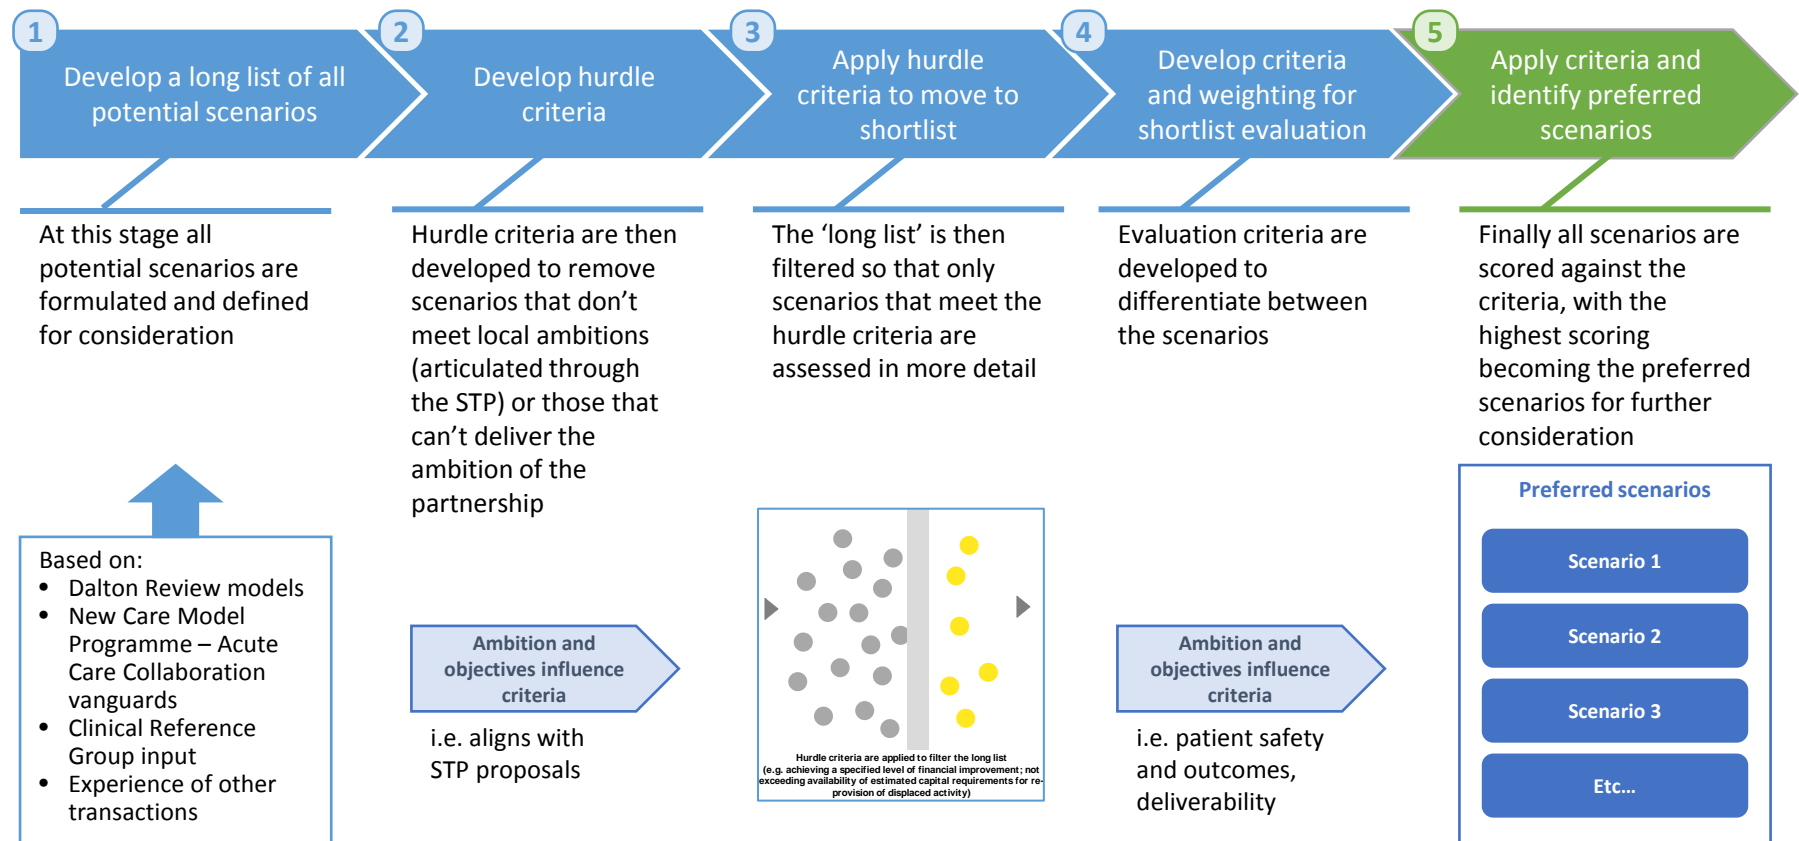 1
Develop a long list of all
potential scenarios
2
Develop hurdle
criteria
3
Apply hurdle
criteria to move to
shortlist
4
Develop criteria
and weighting for
shortlist evaluation
5
Apply criteria and
identify preferred
scenarios
At this stage all
potential scenarios are
formulated and defined
for consideration
Hurdle criteria are then
developed to remove
scenarios that don’t
meet local ambitions
(articulated through
the STP) or those that
can’t deliver the
ambition of the
partnership
The ‘long list’ is then
filtered so that only
scenarios that meet the
hurdle criteria are
assessed in more detail
Evaluation criteria are
developed to
differentiate between
the scenarios
Finally all scenarios are
scored against the
criteria, with the
highest scoring
becoming the preferred
scenarios for further
consideration
Based on:
• Dalton Review models
• New Care Model
Programme – Acute
Care Collaboration
vanguards
• Clinical Reference
Group input
• Experience of other
transactions
Ambition and
objectives influence
criteria
i.e. aligns with
STP proposals
Hurdle criteria are applied to filter the long list
(e.g. achieving a specified level of financial improvement; not
exceeding availability of estimated capital requirements for re-
provision of displaced activity)
Ambition and
objectives influence
criteria
i.e. patient safety
and outcomes,
deliverability
Preferred scenarios
Scenario 1
Scenario 2
Scenario 3
Etc...